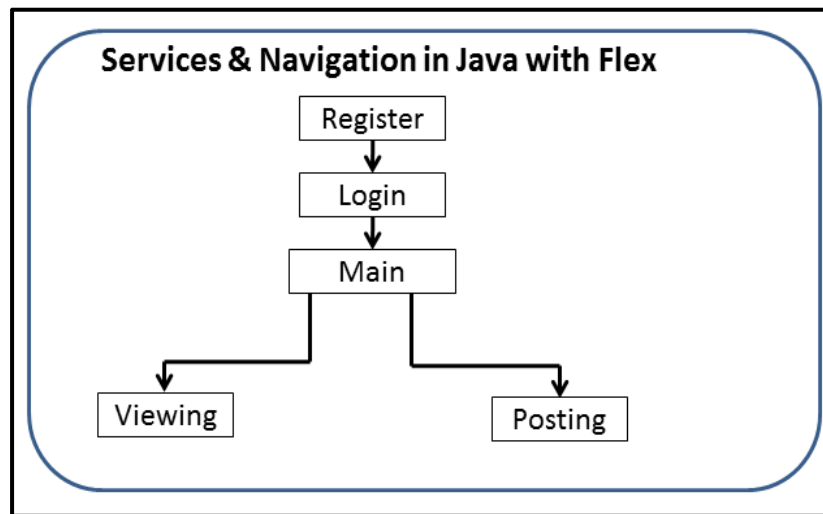 Services & Navigation in Java with Flex
Register
Login
Main
Viewing
Posting